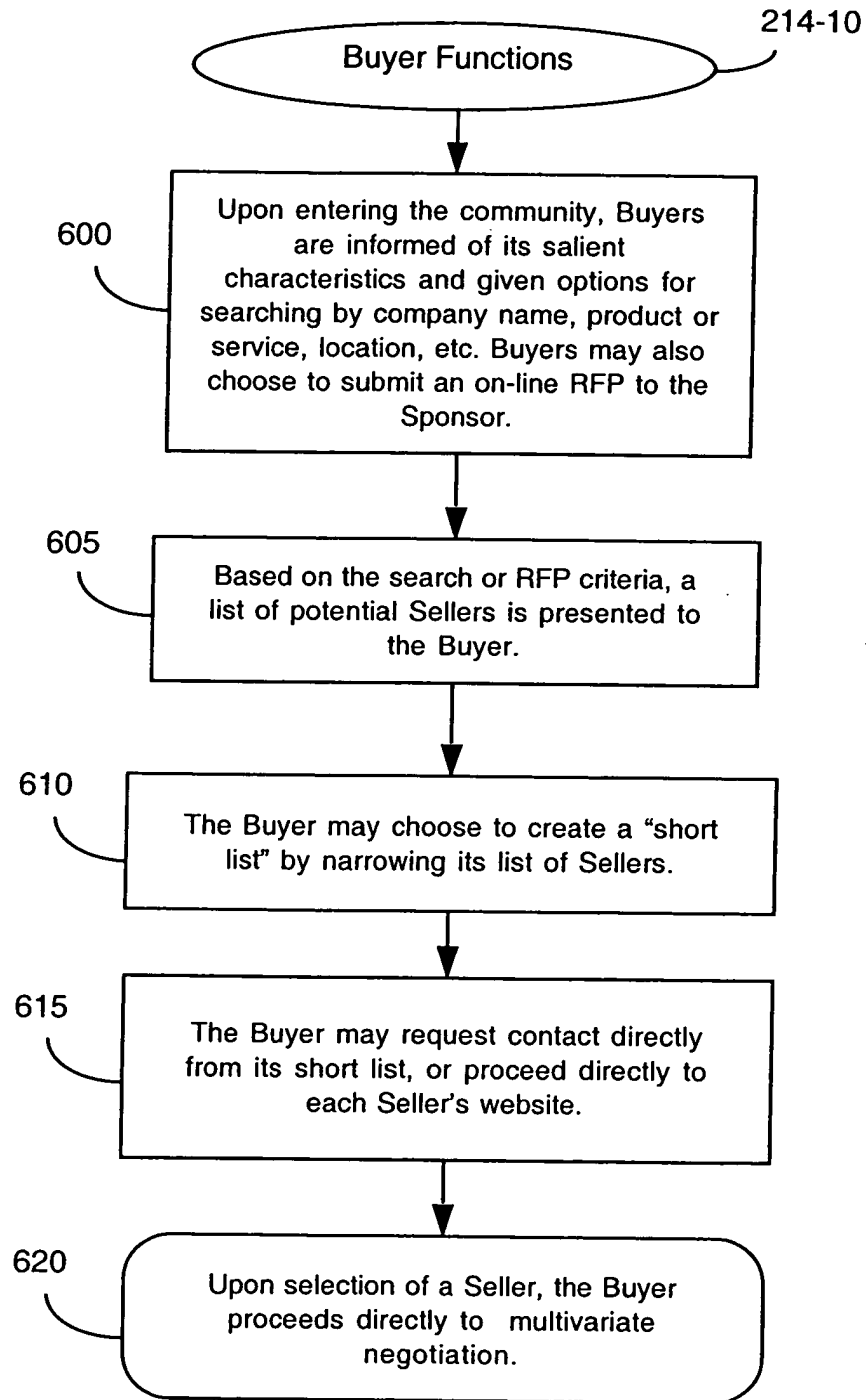 214-10
Buyer Functions
600
Upon entering the community, Buyers
are informed of its salient
characteristics and given options for
searching by company name, product or
service, location, etc. Buyers may also
choose to submit an on-line RFP to the
Sponsor.
605
Based on the search or RFP criteria, a
list of potential Sellers is presented to
the Buyer.
610
The Buyer may choose to create a “short
list” by narrowing its list of Sellers.
615
The Buyer may request contact directly
from its short list, or proceed directly to
each Seller's website.
620
Upon selection of a Seller, the Buyer
proceeds directly to multivariate
negotiation.